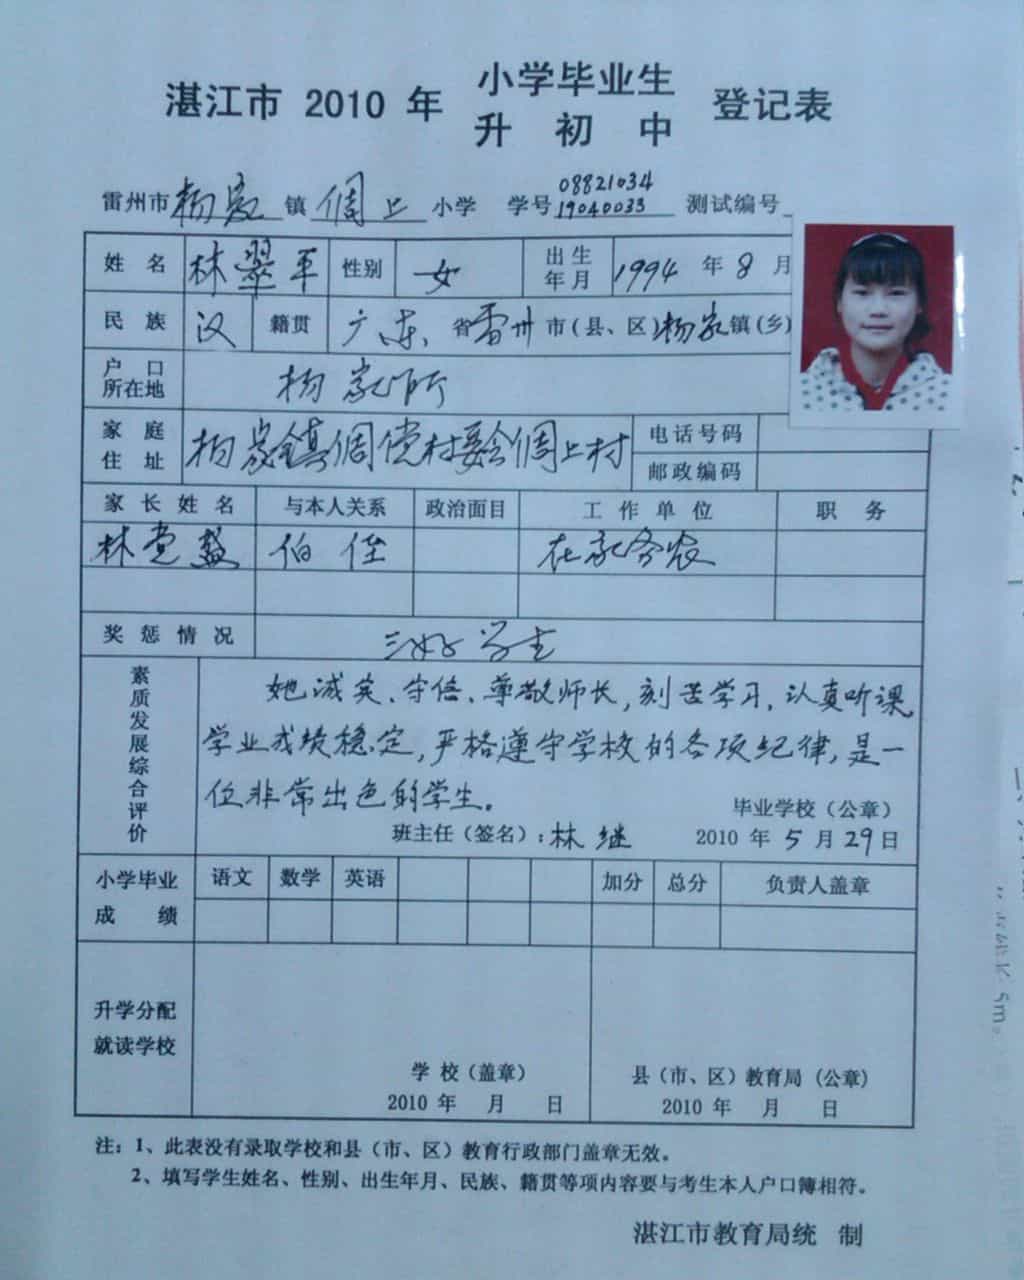 湛江市 2010 年 小学毕业生 升初中 登记表
雷州市杨家镇倜上小学 学号 08821034 19040033 测试编号
姓名 林翠平 性别 女 出生年月 1994 年 8 月
民族 汉 籍贯 广东 省雷州市(县、区)杨家镇(乡)
户口所在地 杨家所
家庭住址 杨家镇倜偿村委会倜上村 电话号码
邮政编码
家长姓名 与本人关系 政治面目 工作单位 职务
林党盛 伯侄 在家务农
奖惩情况 三好学生
素质发展综合评价
她诚实、守信、尊敬师长,刻苦学习,认真听课
学业成绩稳定,严格遵守学校的各项纪律,是一
位非常出色的学生。
毕业学校(公章)
班主任(签名):林继 2010 年 5 月 29 日
小学毕业成绩 语文 数学 英语 加分 总分 负责人盖章
升学分配
就读学校
学校(盖章) 县(市、区)教育局(公章)
2010 年 月 日 2010 年 月 日
注:1、此表没有录取学校和县(市、区)教育行政部门盖章无效。
2、填写学生姓名、性别、出生年月、民族、籍贯等项内容要与考生本人户口簿相符。
湛江市教育局统 制